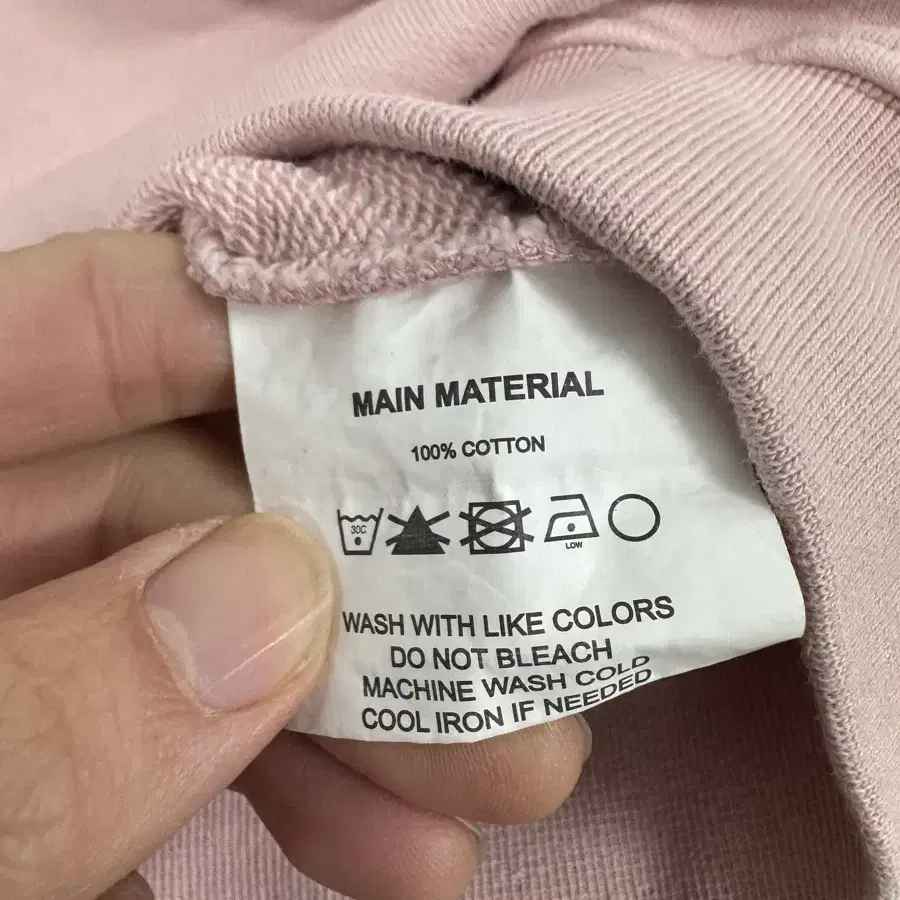 MAIN MATERIAL
100% COTTON
30C
LOW
WASH WITH LIKE COLORS
DO NOT BLEACH
MACHINE WASH COLD
COOL IRON IF NEEDED